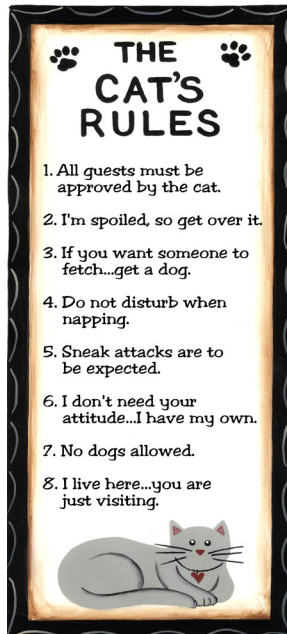 THE
CAT'S
RULES
1. All guests must be
approved by the cat.
2. I'm spoiled, so get over it.
3. If you want someone to
fetch...get a dog.
4. Do not disturb when
napping.
5. Sneak attacks are to
be expected.
6. I don't need your
attitude...I have my own.
7. No dogs allowed.
8. I live here...you are
just visiting.